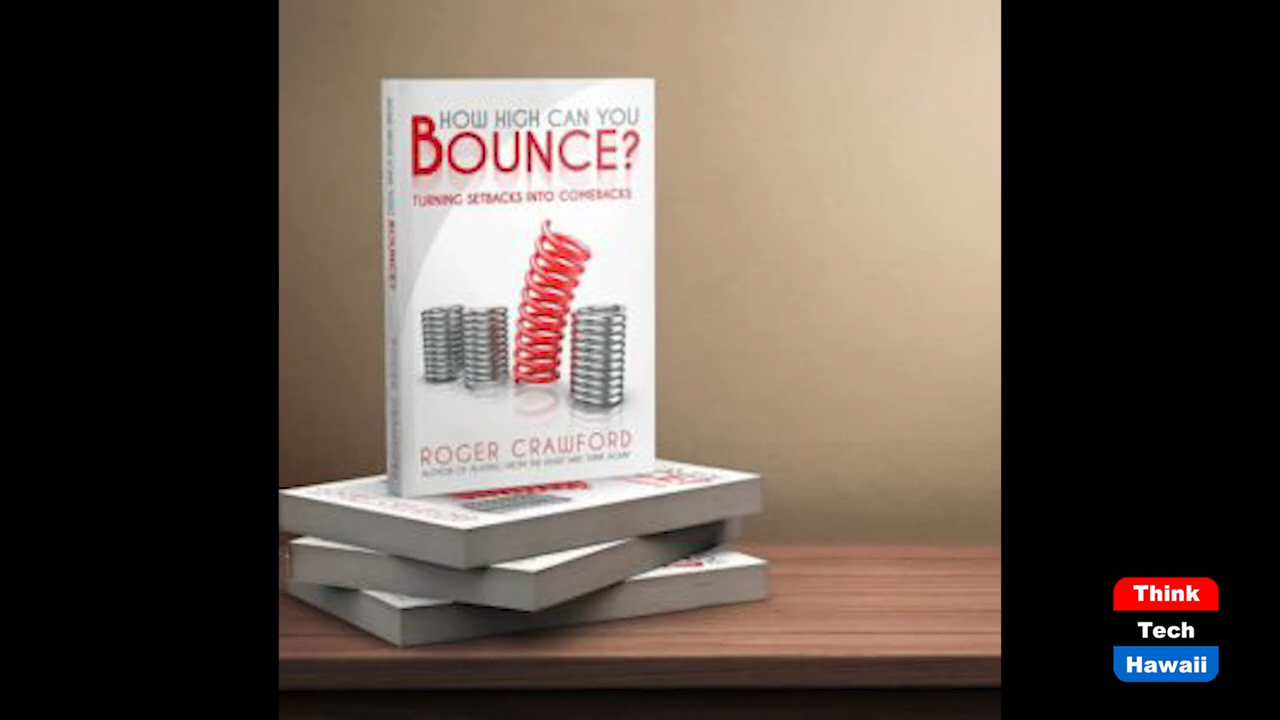 HOW HIGH CAN YOU
BOUNCE?
TURNING SETBACKS INTO COMEBACKS
ROGER CRAWFORD
Think
Tech
Hawaii